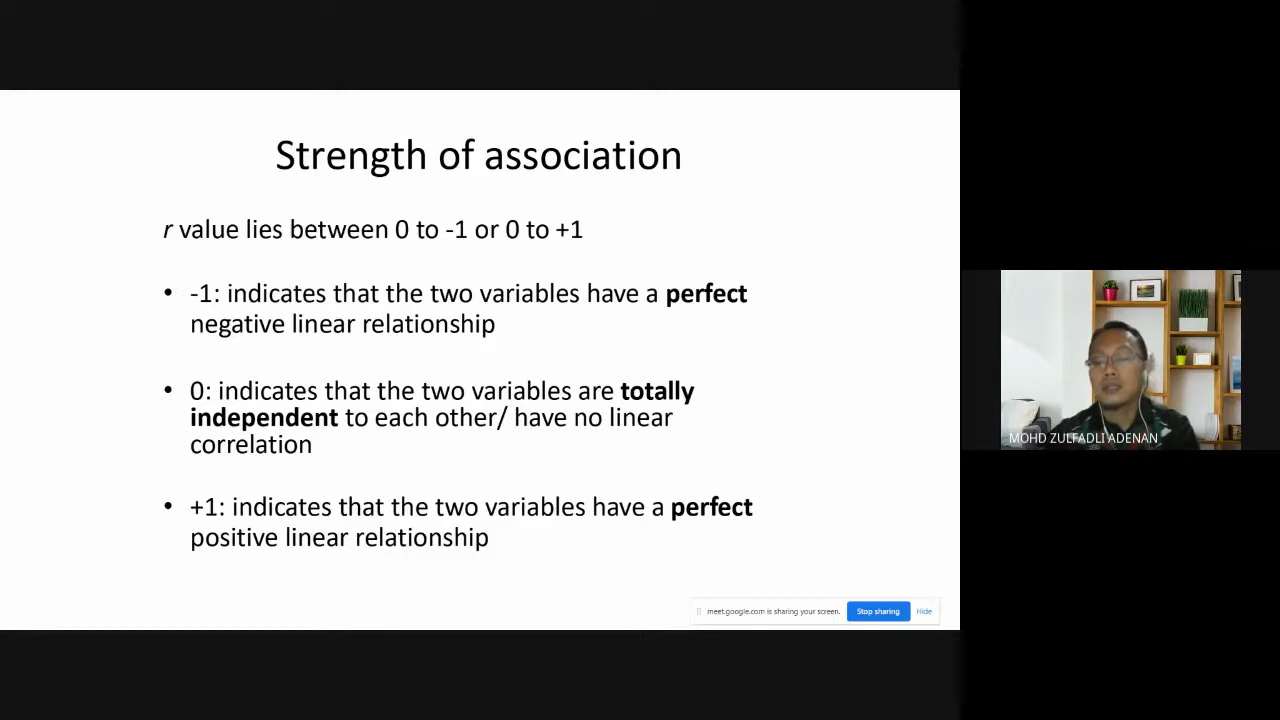 Strength of association
r value lies between 0 to -1 or 0 to +1
• -1: indicates that the two variables have a perfect
negative linear relationship
• 0: indicates that the two variables are totally
independent to each other/ have no linear
correlation
• +1: indicates that the two variables have a perfect
positive linear relationship
meet.google.com is sharing your screen. Stop sharing Hide
MOHD ZULFADLI ADENAN